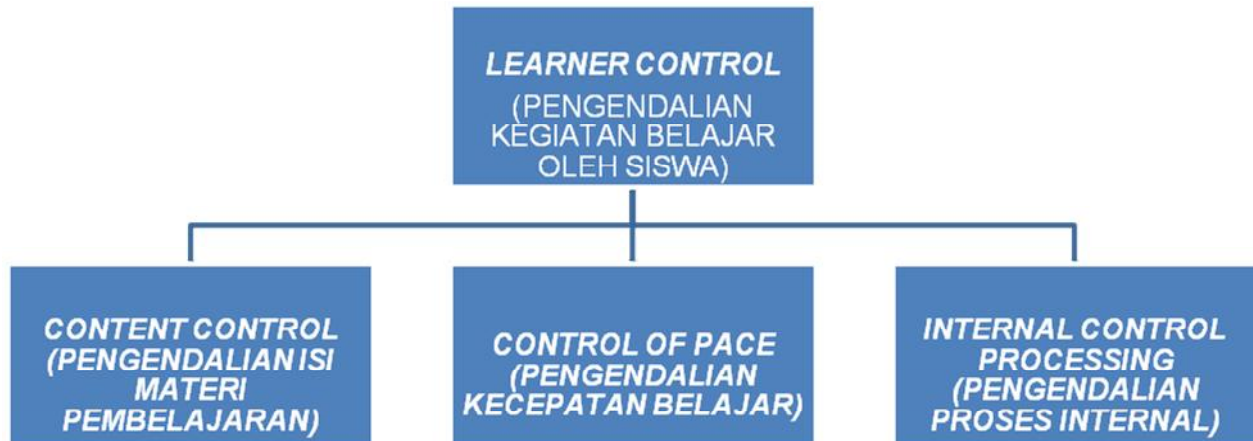 LEARNER CONTROL
(PENGENDALIAN
KEGIATAN BELAJAR
OLEH SISWA)
CONTENT CONTROL
(PENGENDALIAN ISI
MATERI
PEMBELAJARAN)
CONTROL OF PACE
(PENGENDALIAN
KECEPATAN BELAJAR)
INTERNAL CONTROL
PROCESSING
(PENGENDALIAN
PROSES INTERNAL)